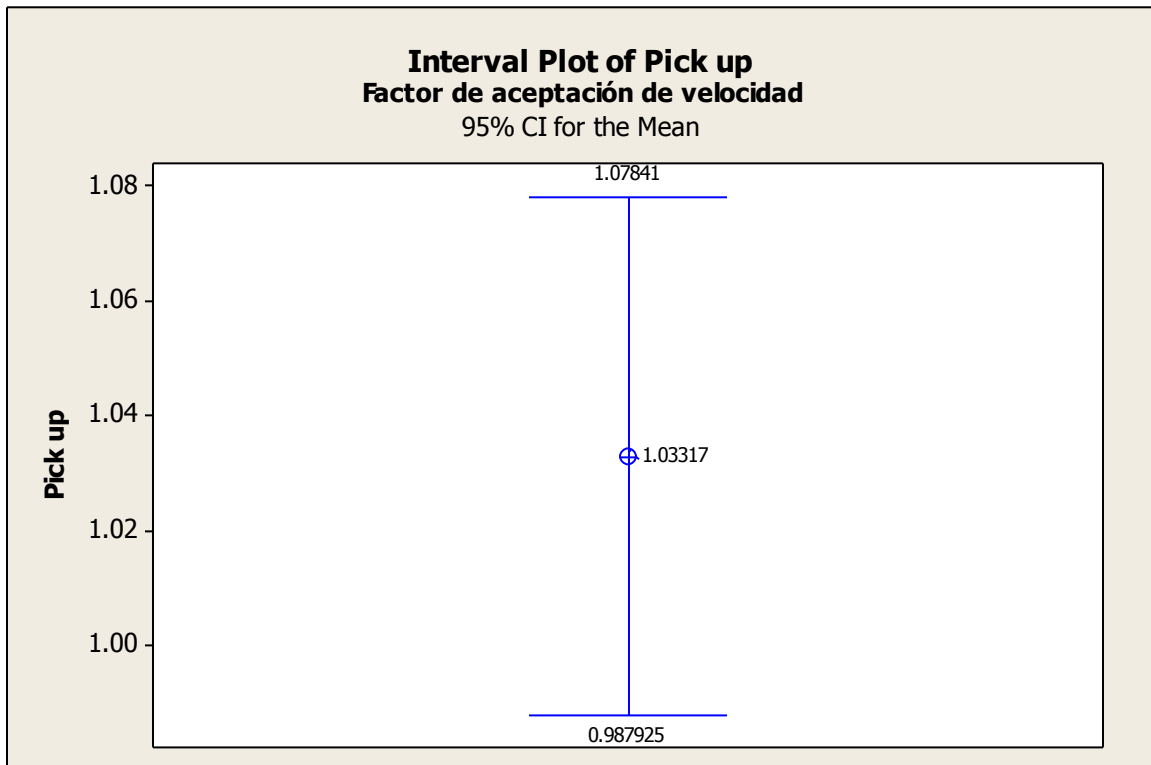 Interval Plot of Pick up
Factor de aceptación de velocidad
95% CI for the Mean
1.07841
1.08
1.06
1.04
1.03317
Pick up
1.02
1.00
0.987925